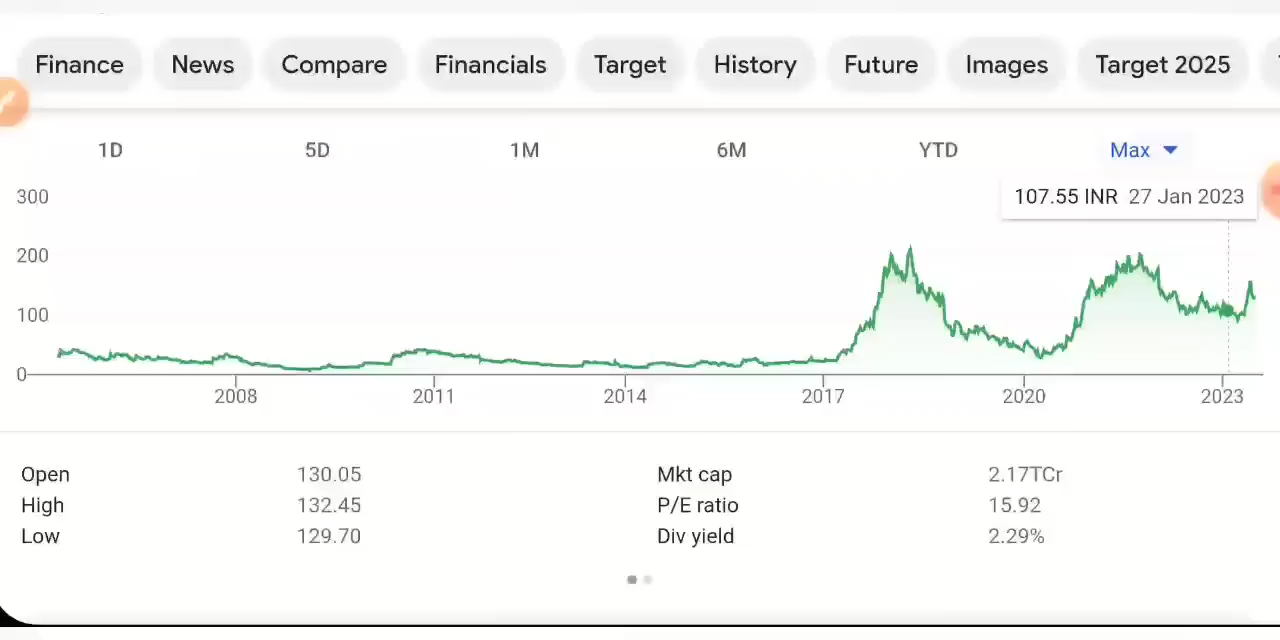 Finance News Compare Financials Target History Future Images Target 2025
1D 5D 1M 6M YTD Max
107.55 INR 27 Jan 2023
300
200
100
0
2008 2011 2014 2017 2020 2023
Open 130.05 Mkt cap 2.17TCr
High 132.45 P/E ratio 15.92
Low 129.70 Div yield 2.29%